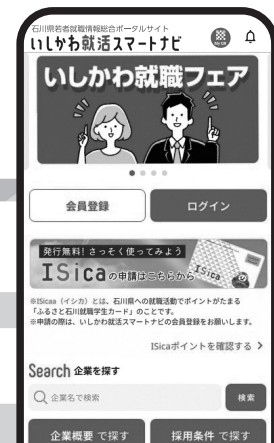 石川県若者就職情報総合ポータルサイト
いしかわ就活スマートナビ
いしかわ就職フェア
会員登録
ログイン
発行無料! さっそく使ってみよう
ISicaの申請はこちらから
ISica
※ISicaa(イシカ)とは、石川県への就職活動でポイントがたまる
「ふるさと石川就職学生カード」のことです。
※申請の際は、いしかわ就活スマートナビの会員登録をお願いします。
ISicaポイントを確認する >
Search 企業を探す
企業名で検索
検索
企業概要 で探す
採用条件 で探す